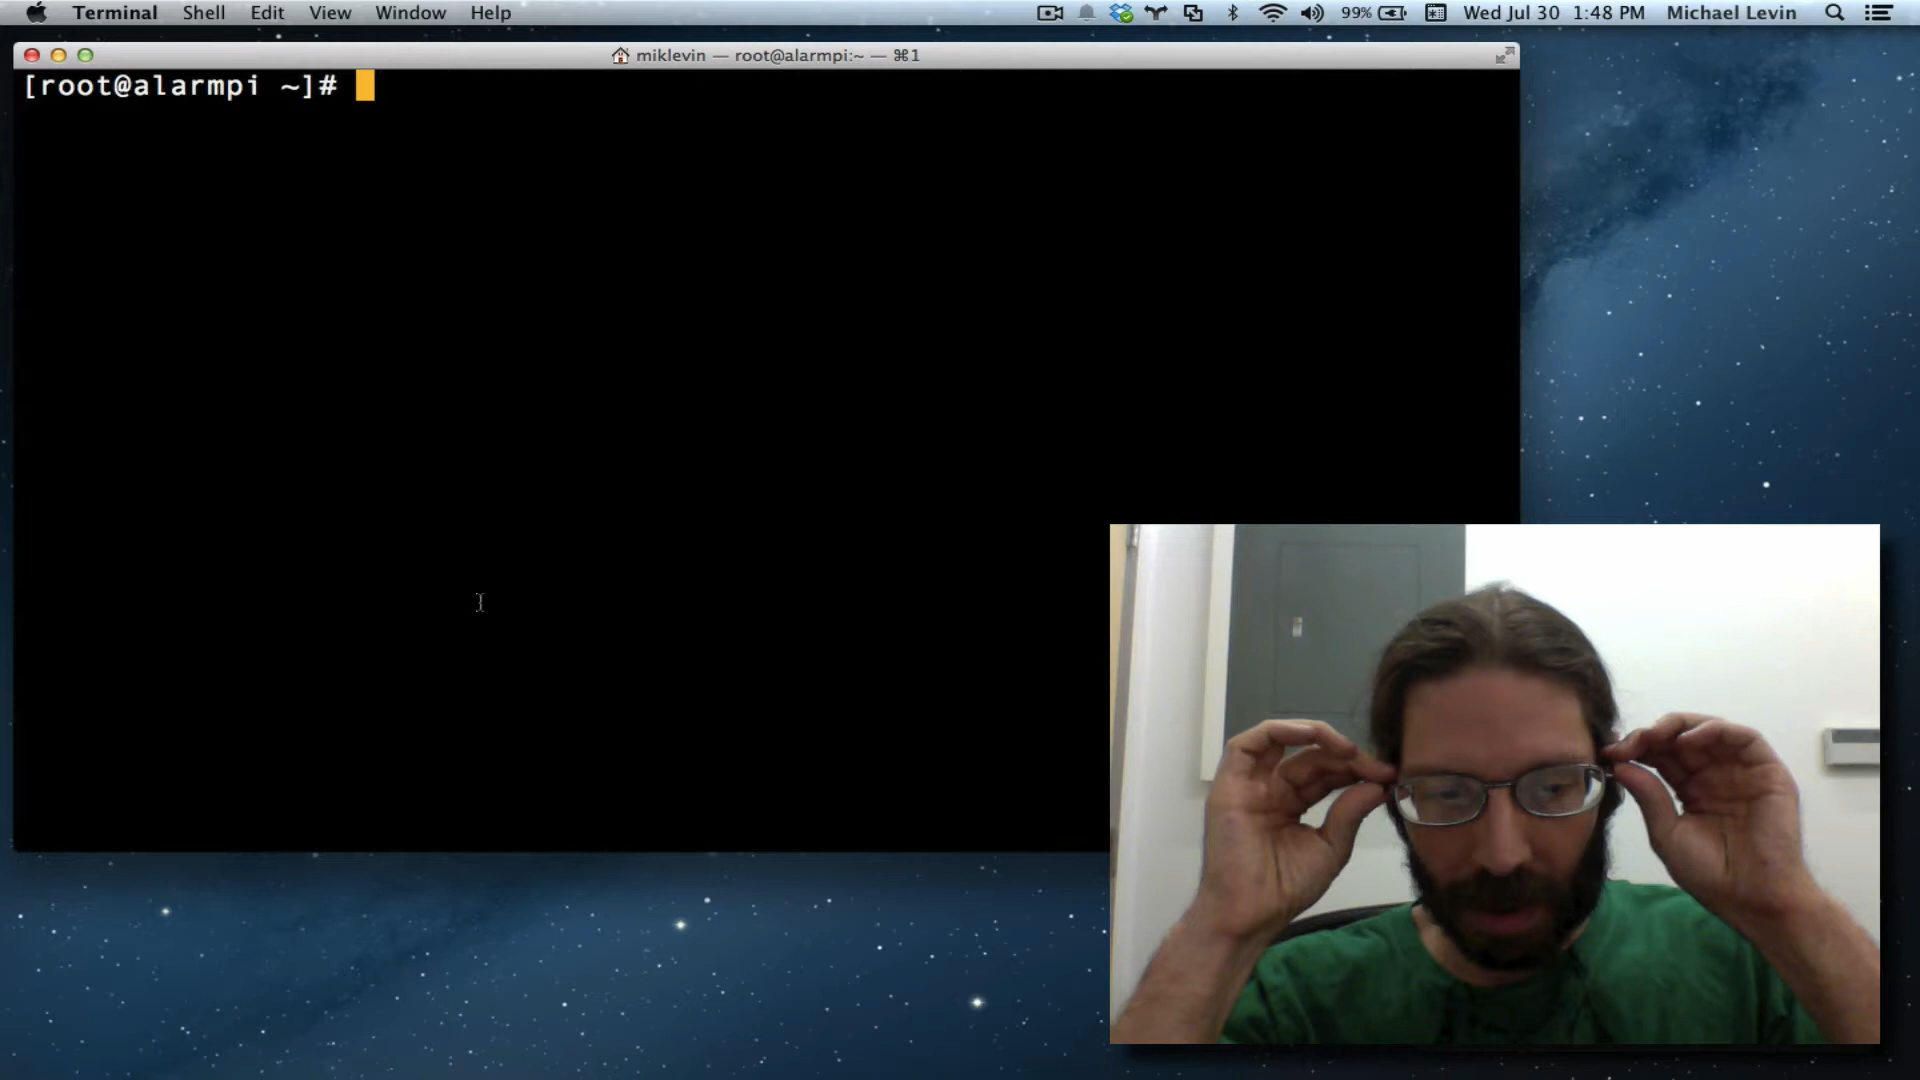 Terminal Shell Edit View Window Help 99% Wed Jul 30 1:48 PM Michael Levin
miklevin — root@alarmpi:~ — ⌘1
[root@alarmpi ~]#